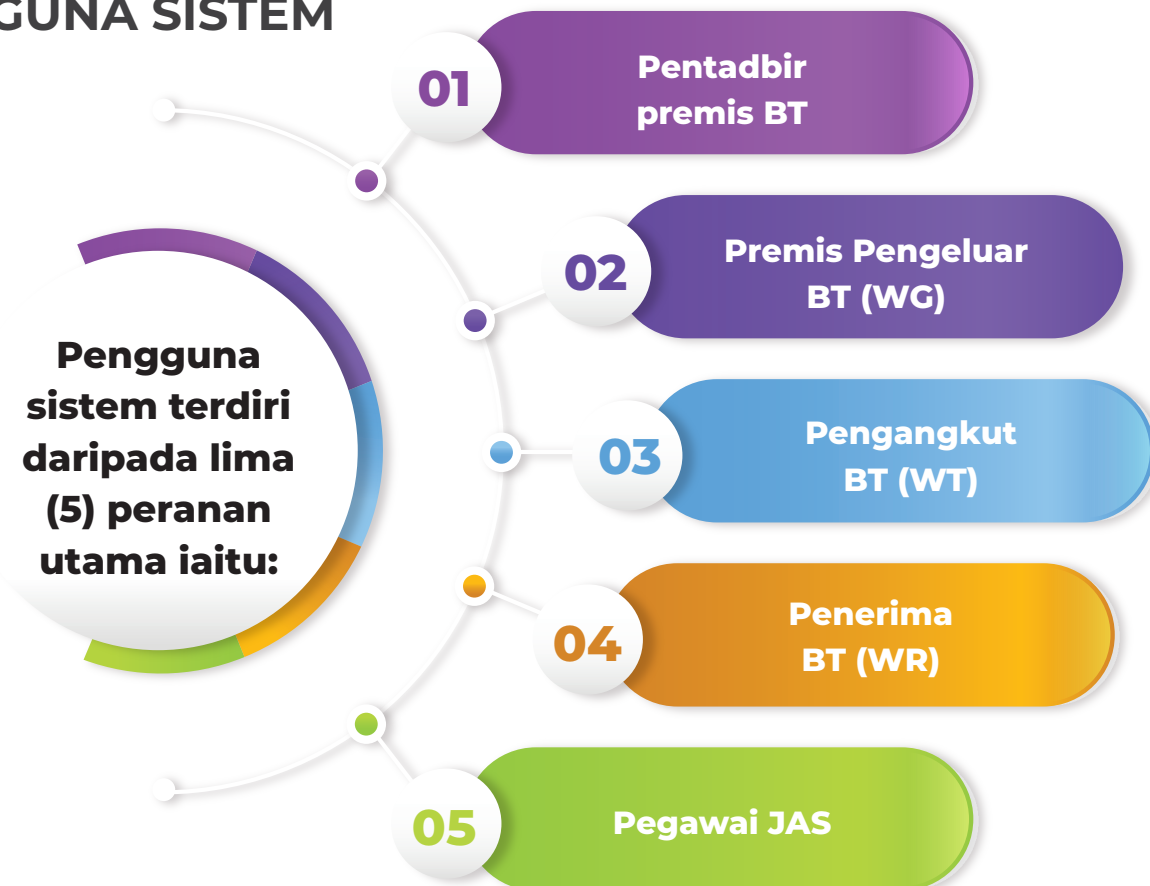 GUNA SISTEM
01
Pentadbir
premis BT
02
Premis Pengeluar
BT (WG)
03
Pengangkut
BT (WT)
04
Penerima
BT (WR)
05
Pegawai JAS
Pengguna
sistem terdiri
daripada lima
(5) peranan
utama iaitu: